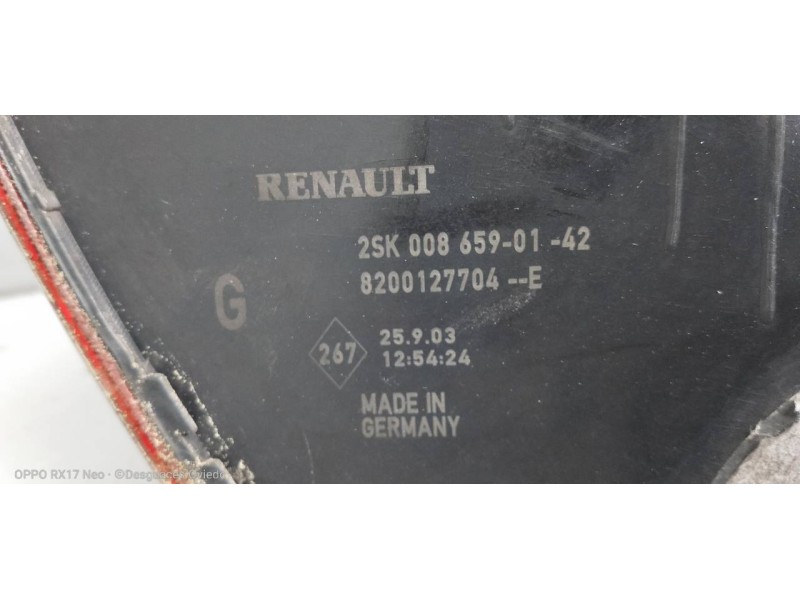 RENAULT
2SK 008 659-01 -42
8200127704 --E
G
267
25.9.03
12:54:24
MADE IN
GERMANY
OPPO RX17 Neo · ©Desguace